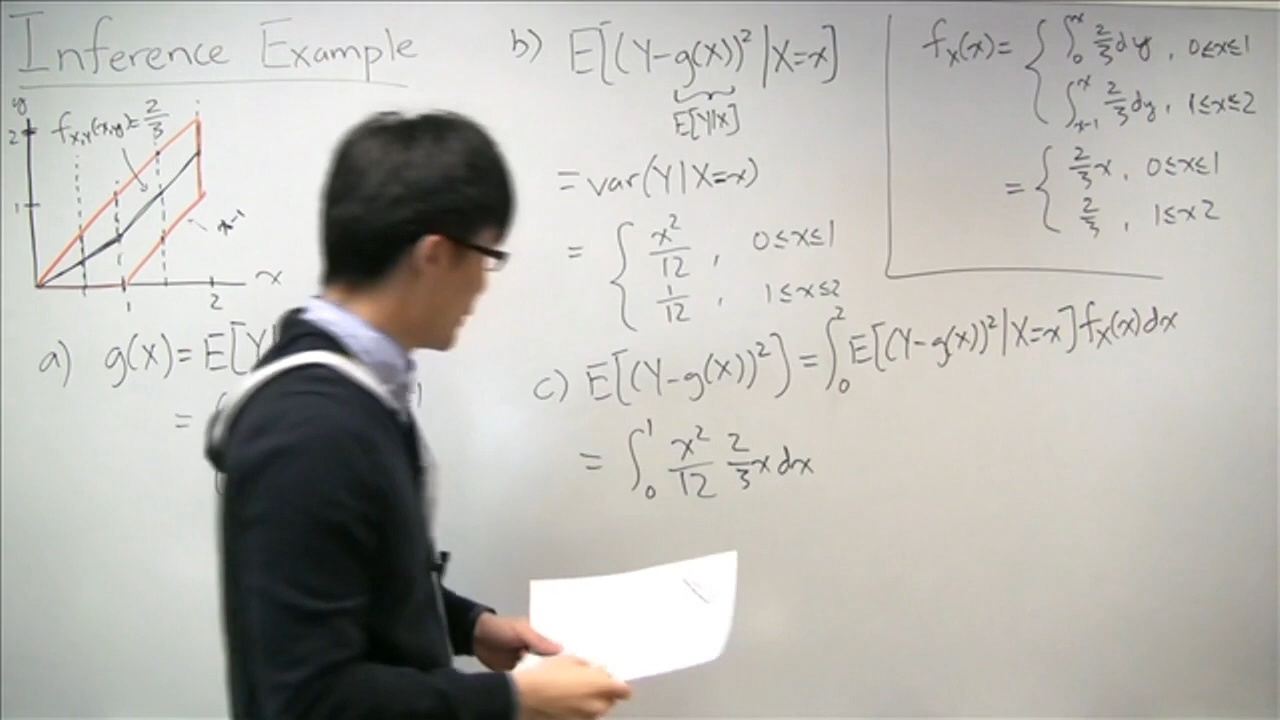 Inference Example
y
2
f_{X,Y}(x,y)=2/3
1
x-1
x
1
2
a) g(x)=E[Y|
=
b) E[(Y-g(x))² | X=x]
E[Y|X]
= var(Y|X=x)
= { x²/12 , 0≤x≤1
1/12 , 1≤x≤2
c) E[(Y-g(x))²] = ∫₀² E[(Y-g(x))²|X=x] f_X(x) dx
= ∫₀¹ x²/12 2/3 x dx
f_X(x) = { ∫₀ˣ 2/3 dy , 0≤x≤1
∫ₓ₋₁ˣ 2/3 dy , 1≤x≤2
= { 2/3 x , 0≤x≤1
2/3 , 1≤x 2